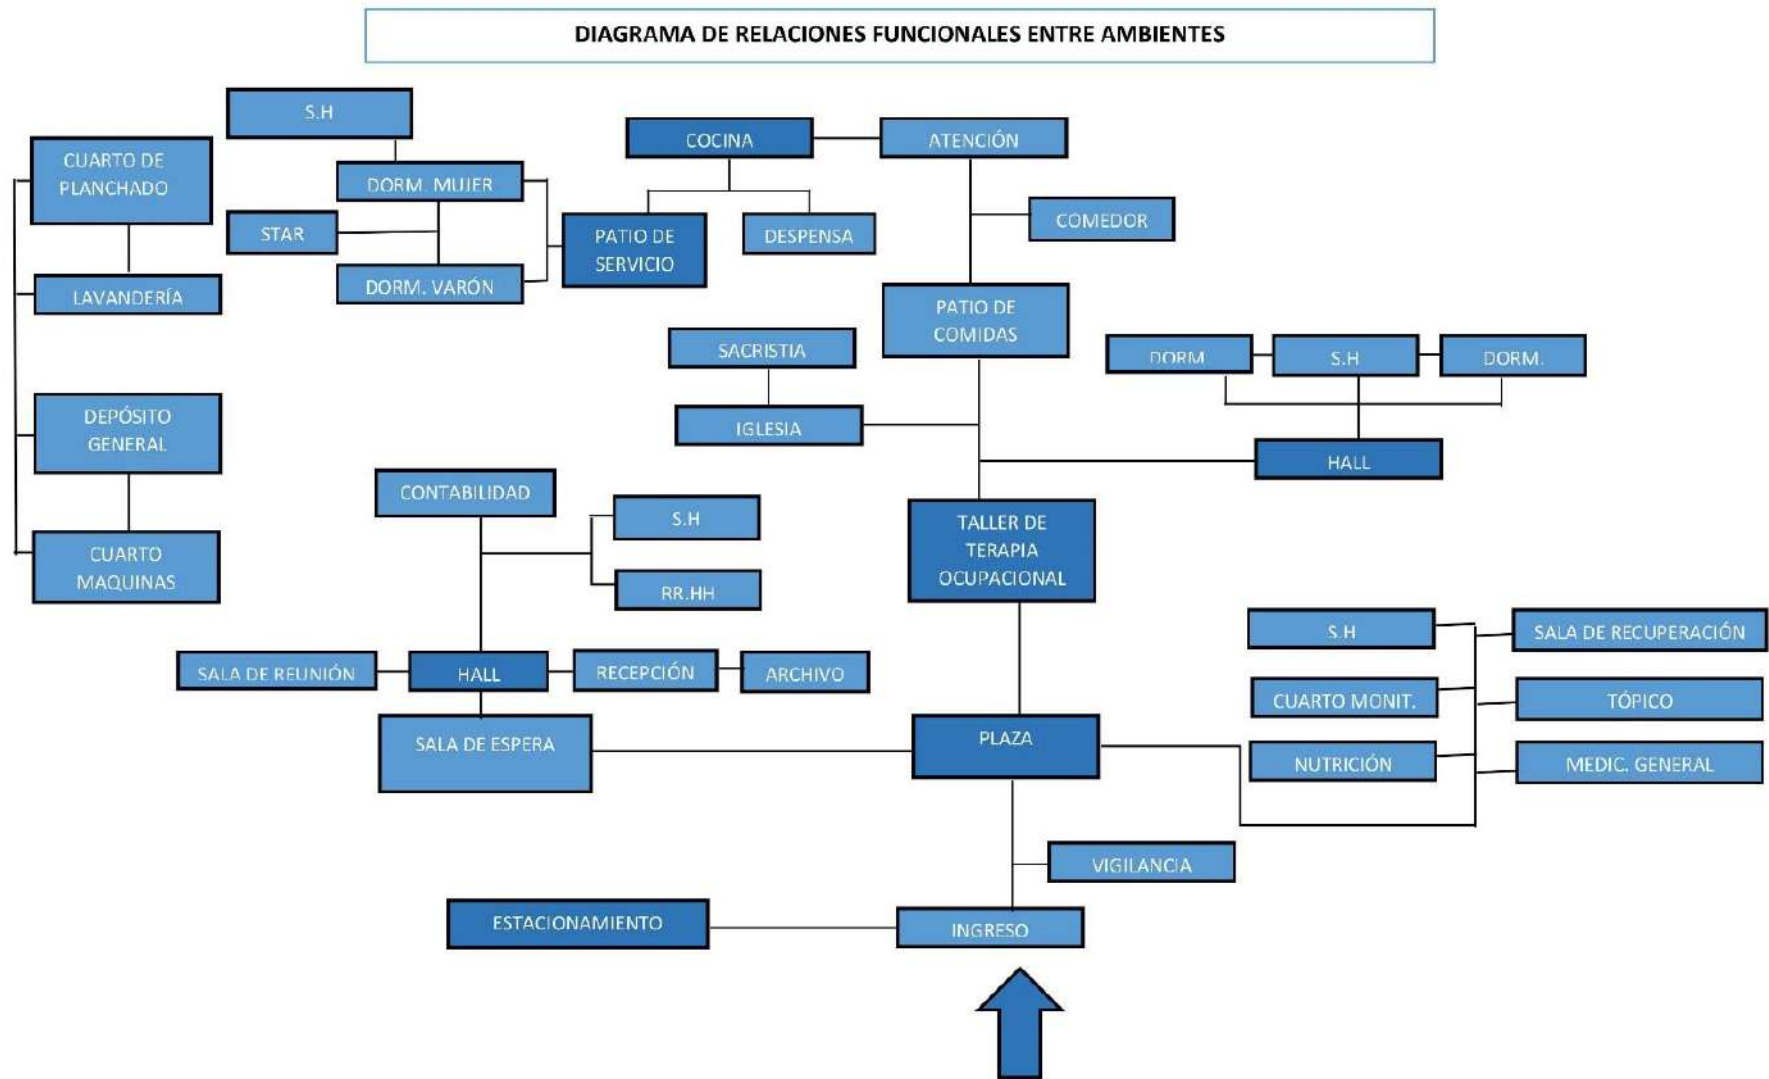 DIAGRAMA DE RELACIONES FUNCIONALES ENTRE AMBIENTES
S.H
COCINA
ATENCIÓN
CUARTO DE
PLANCHADO
DORM. MUJER
STAR
PATIO DE
SERVICIO
DESPENSA
COMEDOR
LAVANDERÍA
DORM. VARÓN
PATIO DE
COMIDAS
SACRISTIA
DORM
S.H
DORM.
DEPÓSITO
GENERAL
IGLESIA
HALL
CONTABILIDAD
S.H
TALLER DE
TERAPIA
OCUPACIONAL
CUARTO
MAQUINAS
RR.HH
S.H
SALA DE RECUPERACIÓN
SALA DE REUNIÓN
HALL
RECEPCIÓN
ARCHIVO
CUARTO MONIT.
TÓPICO
SALA DE ESPERA
PLAZA
NUTRICIÓN
MEDIC. GENERAL
VIGILANCIA
ESTACIONAMIENTO
INGRESO